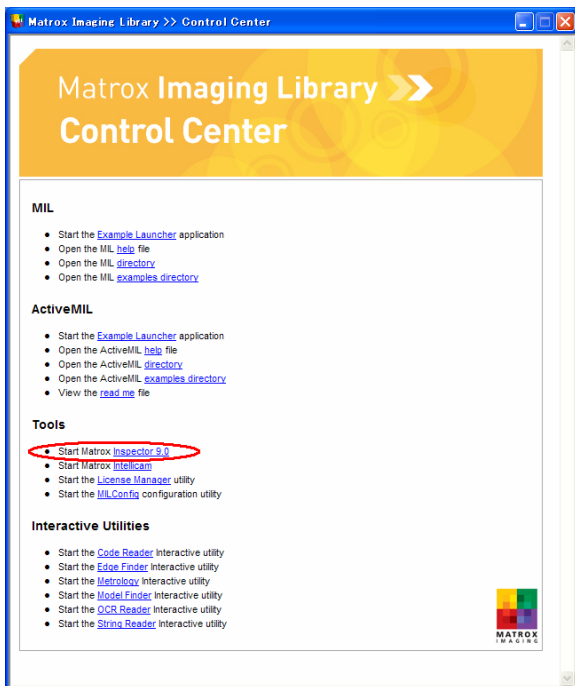 Matrox Imaging Library >> Control Center
Matrox Imaging Library >>
Control Center
MIL
• Start the Example Launcher application
• Open the MIL help file
• Open the MIL directory
• Open the MIL examples directory
ActiveMIL
• Start the Example Launcher application
• Open the ActiveMIL help file
• Open the ActiveMIL directory
• Open the ActiveMIL examples directory
• View the read me file
Tools
• Start Matrox Inspector 9.0
• Start Matrox Intellicam
• Start the License Manager utility
• Start the MILConfig configuration utility
Interactive Utilities
• Start the Code Reader Interactive utility
• Start the Edge Finder Interactive utility
• Start the Metrology Interactive utility
• Start the Model Finder Interactive utility
• Start the OCR Reader Interactive utility
• Start the String Reader Interactive utility
MATROX
IMAGING